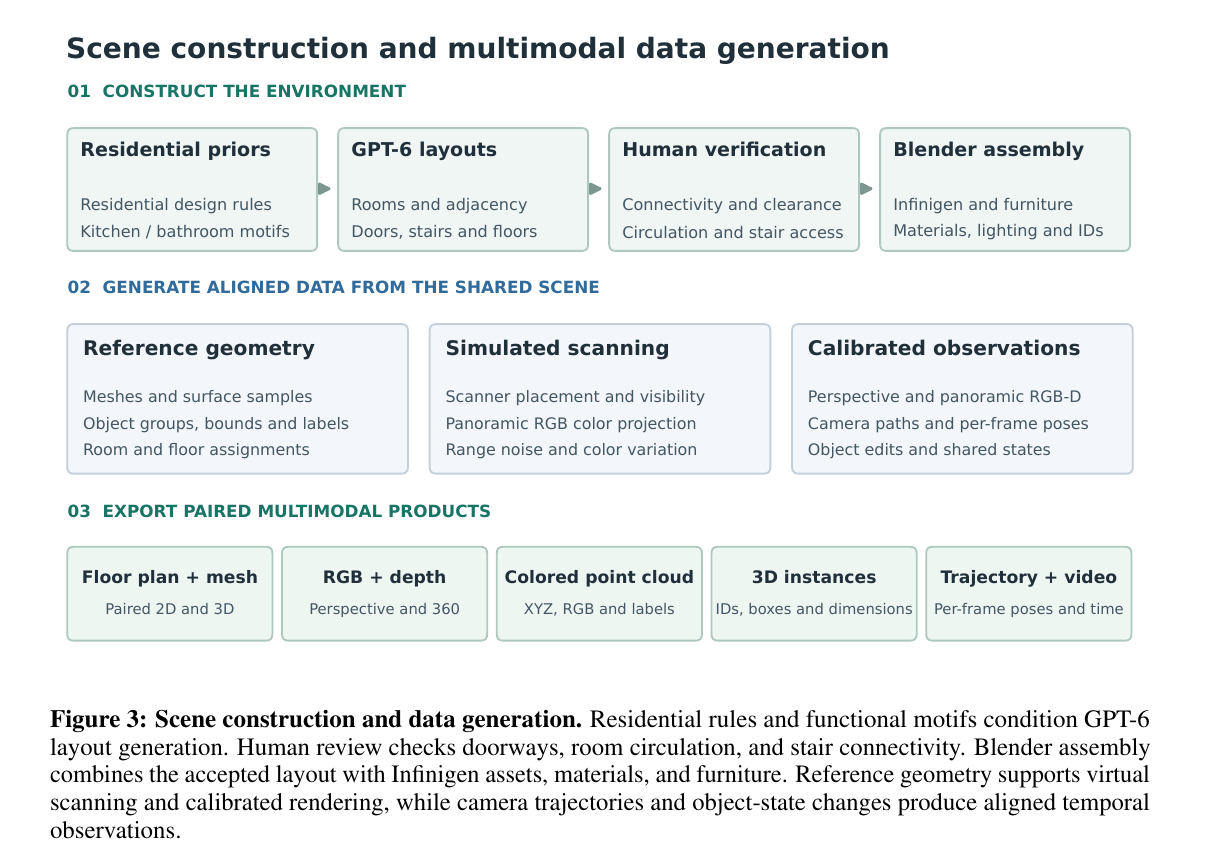 Scene construction and multimodal data generation
01 CONSTRUCT THE ENVIRONMENT
Residential priors
Residential design rules
Kitchen / bathroom motifs
GPT-6 layouts
Rooms and adjacency
Doors, stairs and floors
Human verification
Connectivity and clearance
Circulation and stair access
Blender assembly
Infinigen and furniture
Materials, lighting and IDs
02 GENERATE ALIGNED DATA FROM THE SHARED SCENE
Reference geometry
Meshes and surface samples
Object groups, bounds and labels
Room and floor assignments
Simulated scanning
Scanner placement and visibility
Panoramic RGB color projection
Range noise and color variation
Calibrated observations
Perspective and panoramic RGB-D
Camera paths and per-frame poses
Object edits and shared states
03 EXPORT PAIRED MULTIMODAL PRODUCTS
Floor plan + mesh
Paired 2D and 3D
RGB + depth
Perspective and 360
Colored point cloud
XYZ, RGB and labels
3D instances
IDs, boxes and dimensions
Trajectory + video
Per-frame poses and time
Figure 3: Scene construction and data generation. Residential rules and functional motifs condition GPT-6
layout generation. Human review checks doorways, room circulation, and stair connectivity. Blender assembly
combines the accepted layout with Infinigen assets, materials, and furniture. Reference geometry supports virtual
scanning and calibrated rendering, while camera trajectories and object-state changes produce aligned temporal
observations.